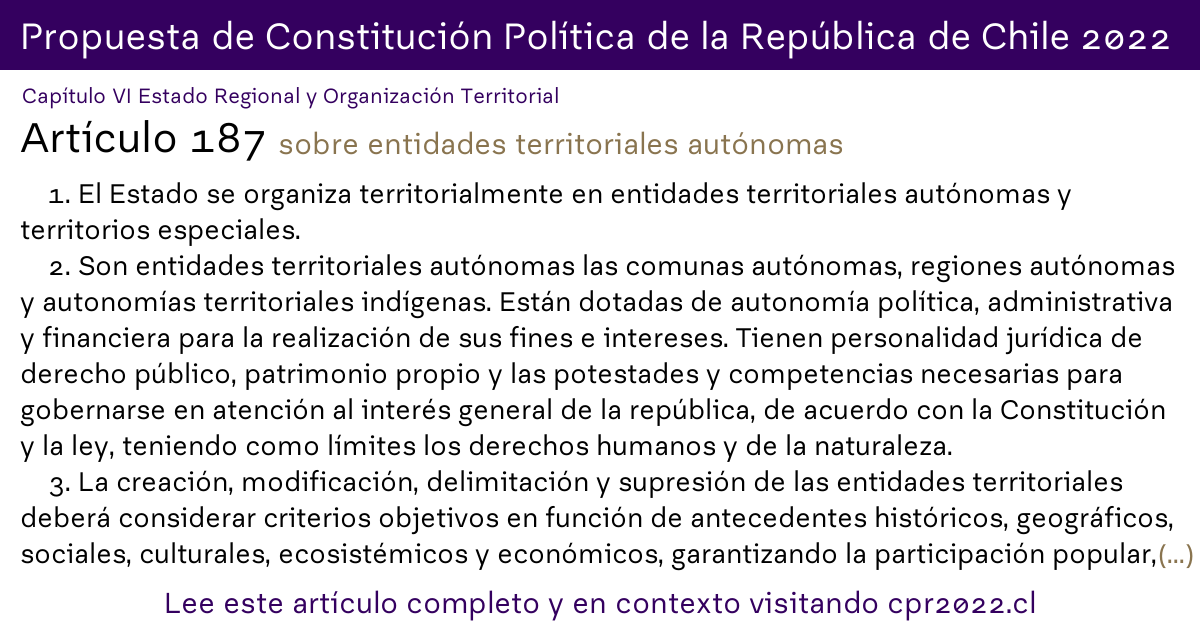 Propuesta de Constitución Política de la República de Chile 2022
Capítulo VI Estado Regional y Organización Territorial
Artículo 187 sobre entidades territoriales autónomas
1. El Estado se organiza territorialmente en entidades territoriales autónomas y
territorios especiales.
2. Son entidades territoriales autónomas las comunas autónomas, regiones autónomas
y autonomías territoriales indígenas. Están dotadas de autonomía política, administrativa
y financiera para la realización de sus fines e intereses. Tienen personalidad jurídica de
derecho público, patrimonio propio y las potestades y competencias necesarias para
gobernarse en atención al interés general de la república, de acuerdo con la Constitución
y la ley, teniendo como límites los derechos humanos y de la naturaleza.
3. La creación, modificación, delimitación y supresión de las entidades territoriales
deberá considerar criterios objetivos en función de antecedentes históricos, geográficos,
sociales, culturales, ecosistémicos y económicos, garantizando la participación popular,(...)
Lee este artículo completo y en contexto visitando cpr2022.cl